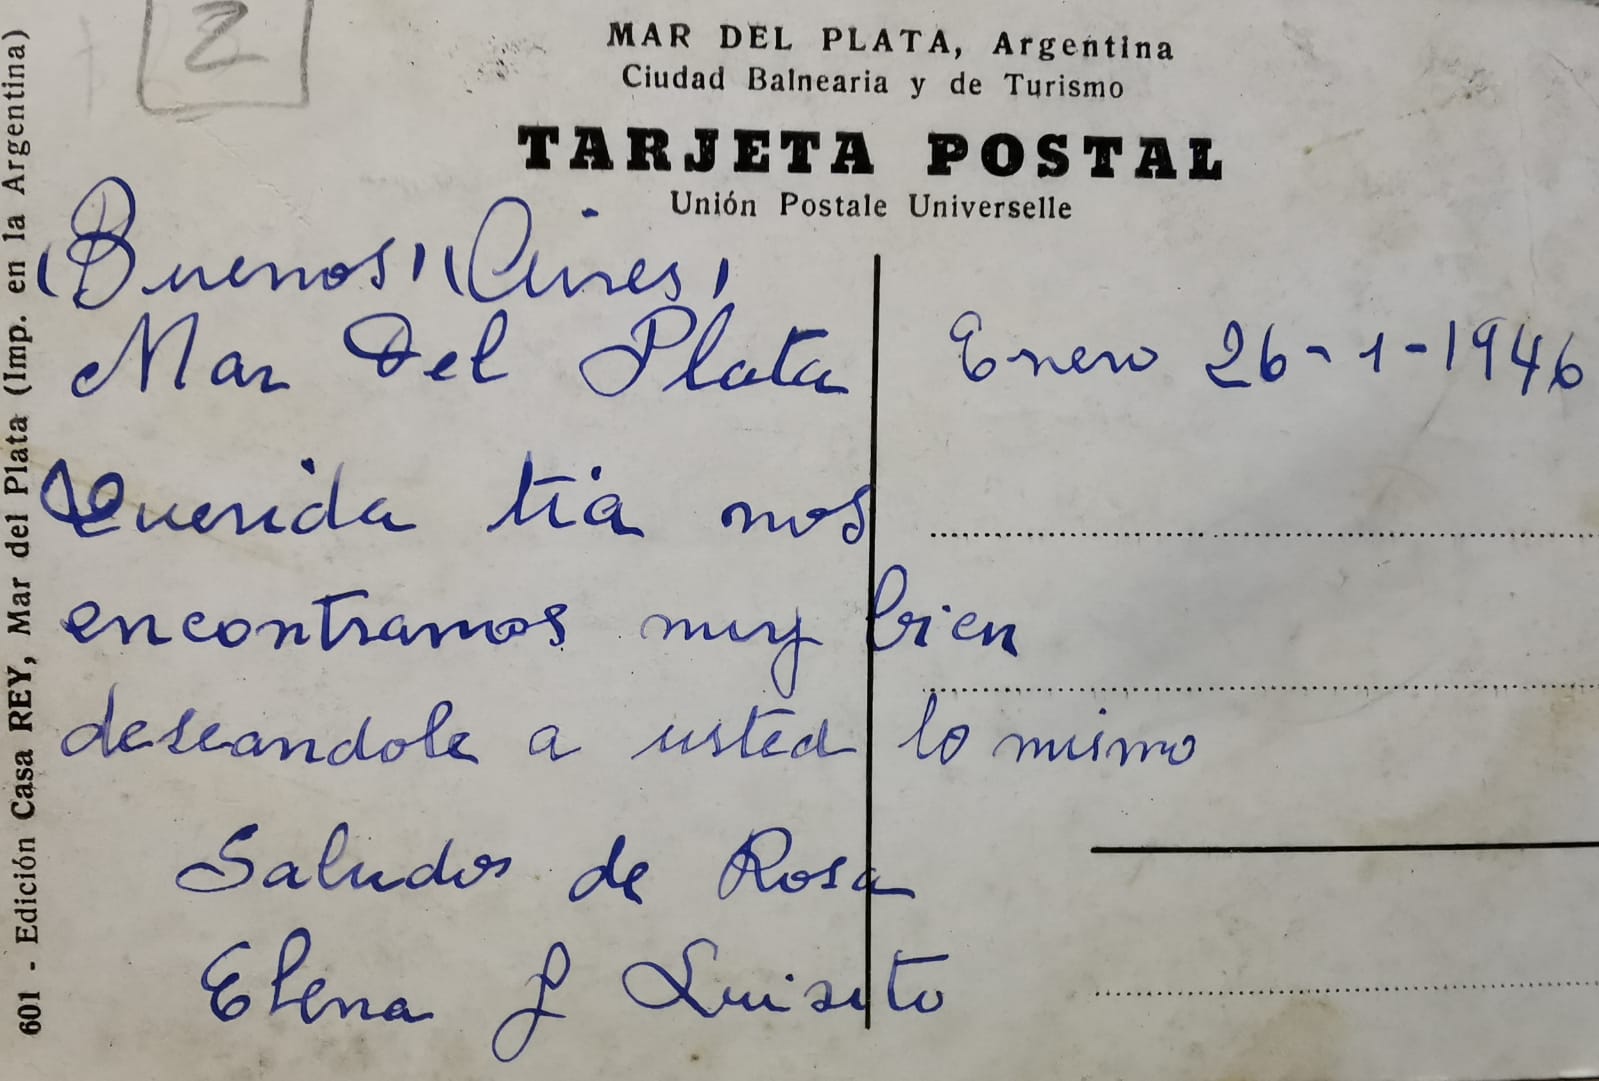 2
MAR DEL PLATA, Argentina
Ciudad Balnearia y de Turismo
TARJETA POSTAL
Unión Postale Universelle
601 - Edición Casa REY, Mar del Plata (Imp. en la Argentina)
(Buenos) (Aires)
Mar Del Plata
Enero 26-1-1946
Querida tia nos
encontramos muy bien
deseandole a usted lo mismo
Saludos de Rosa
Elena y Luisito